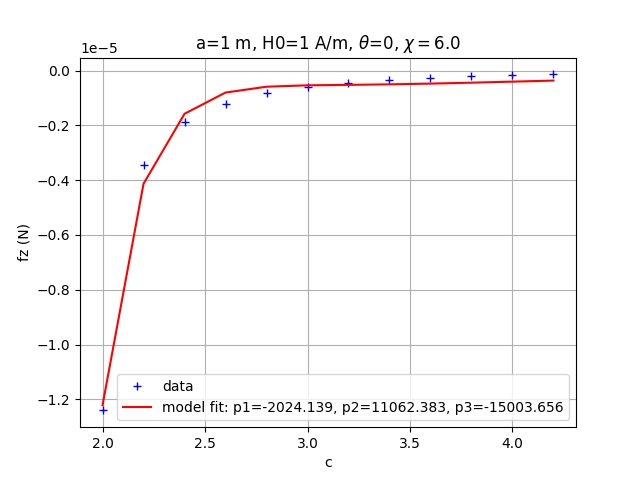 a=1 m, H0=1 A/m, θ=0, χ = 6.0
1e−5
0.0
−0.2
−0.4
−0.6
−0.8
−1.0
−1.2
fz (N)
data
model fit: p1=-2024.139, p2=11062.383, p3=-15003.656
2.0 2.5 3.0 3.5 4.0
c